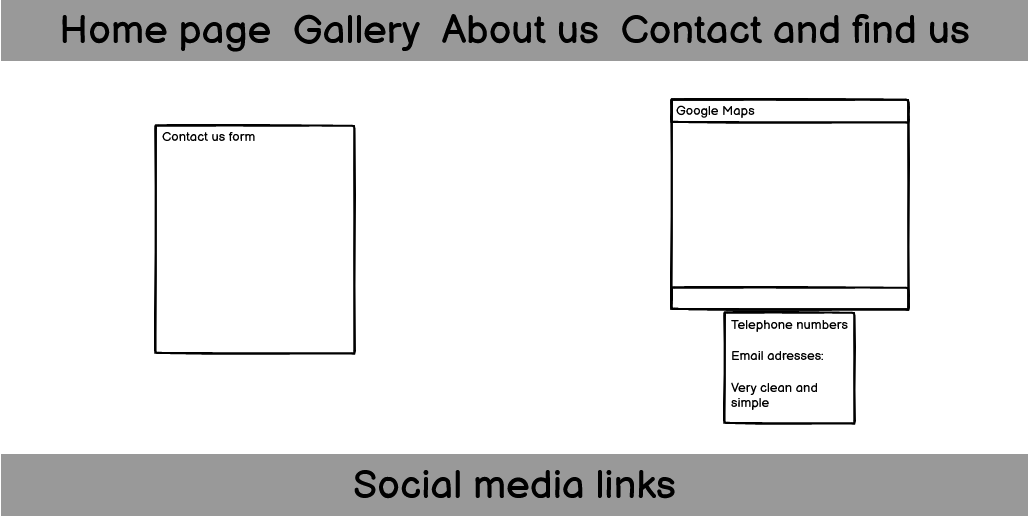 Home page Gallery About us Contact and find us
Contact us form
Google Maps
Telephone numbers
Email adresses:
Very clean and
simple
Social media links